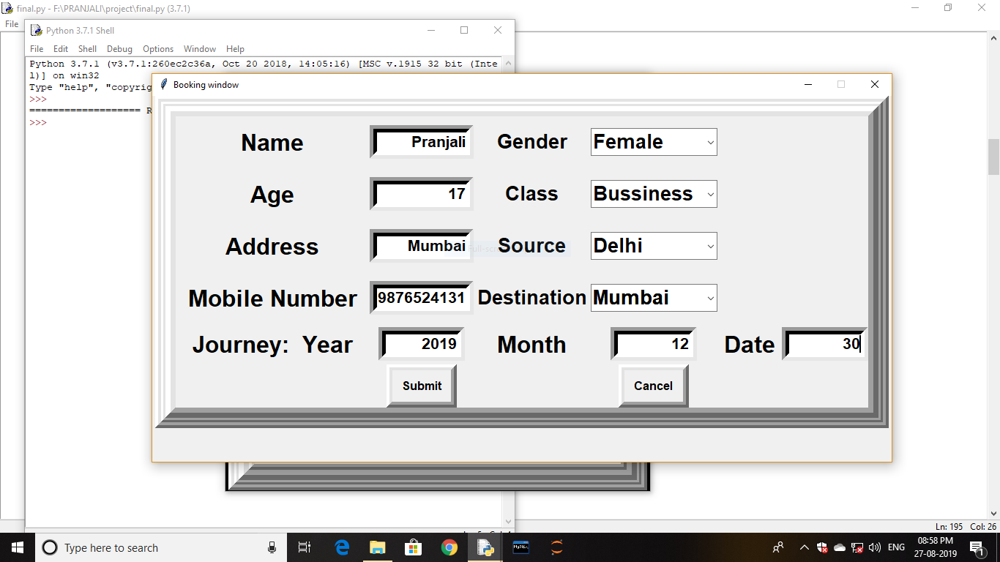 final.py - F:\PRANJALI\project\final.py (3.7.1)
File
Python 3.7.1 Shell
File Edit Shell Debug Options Window Help
Python 3.7.1 (v3.7.1:260ec2c36a, Oct 20 2018, 14:05:16) [MSC v.1915 32 bit (Inte
l)] on win32
Type "help", "copyrig
>>>
=================== R
>>>
Booking window
Name Pranjali Gender Female
Age 17 Class Bussiness
Address Mumbai Source Delhi
Mobile Number 9876524131 Destination Mumbai
Journey: Year 2019 Month 12 Date 30
Submit Cancel
Ln: 195 Col: 26
Type here to search
MySQL
ENG
08:58 PM
27-08-2019
1